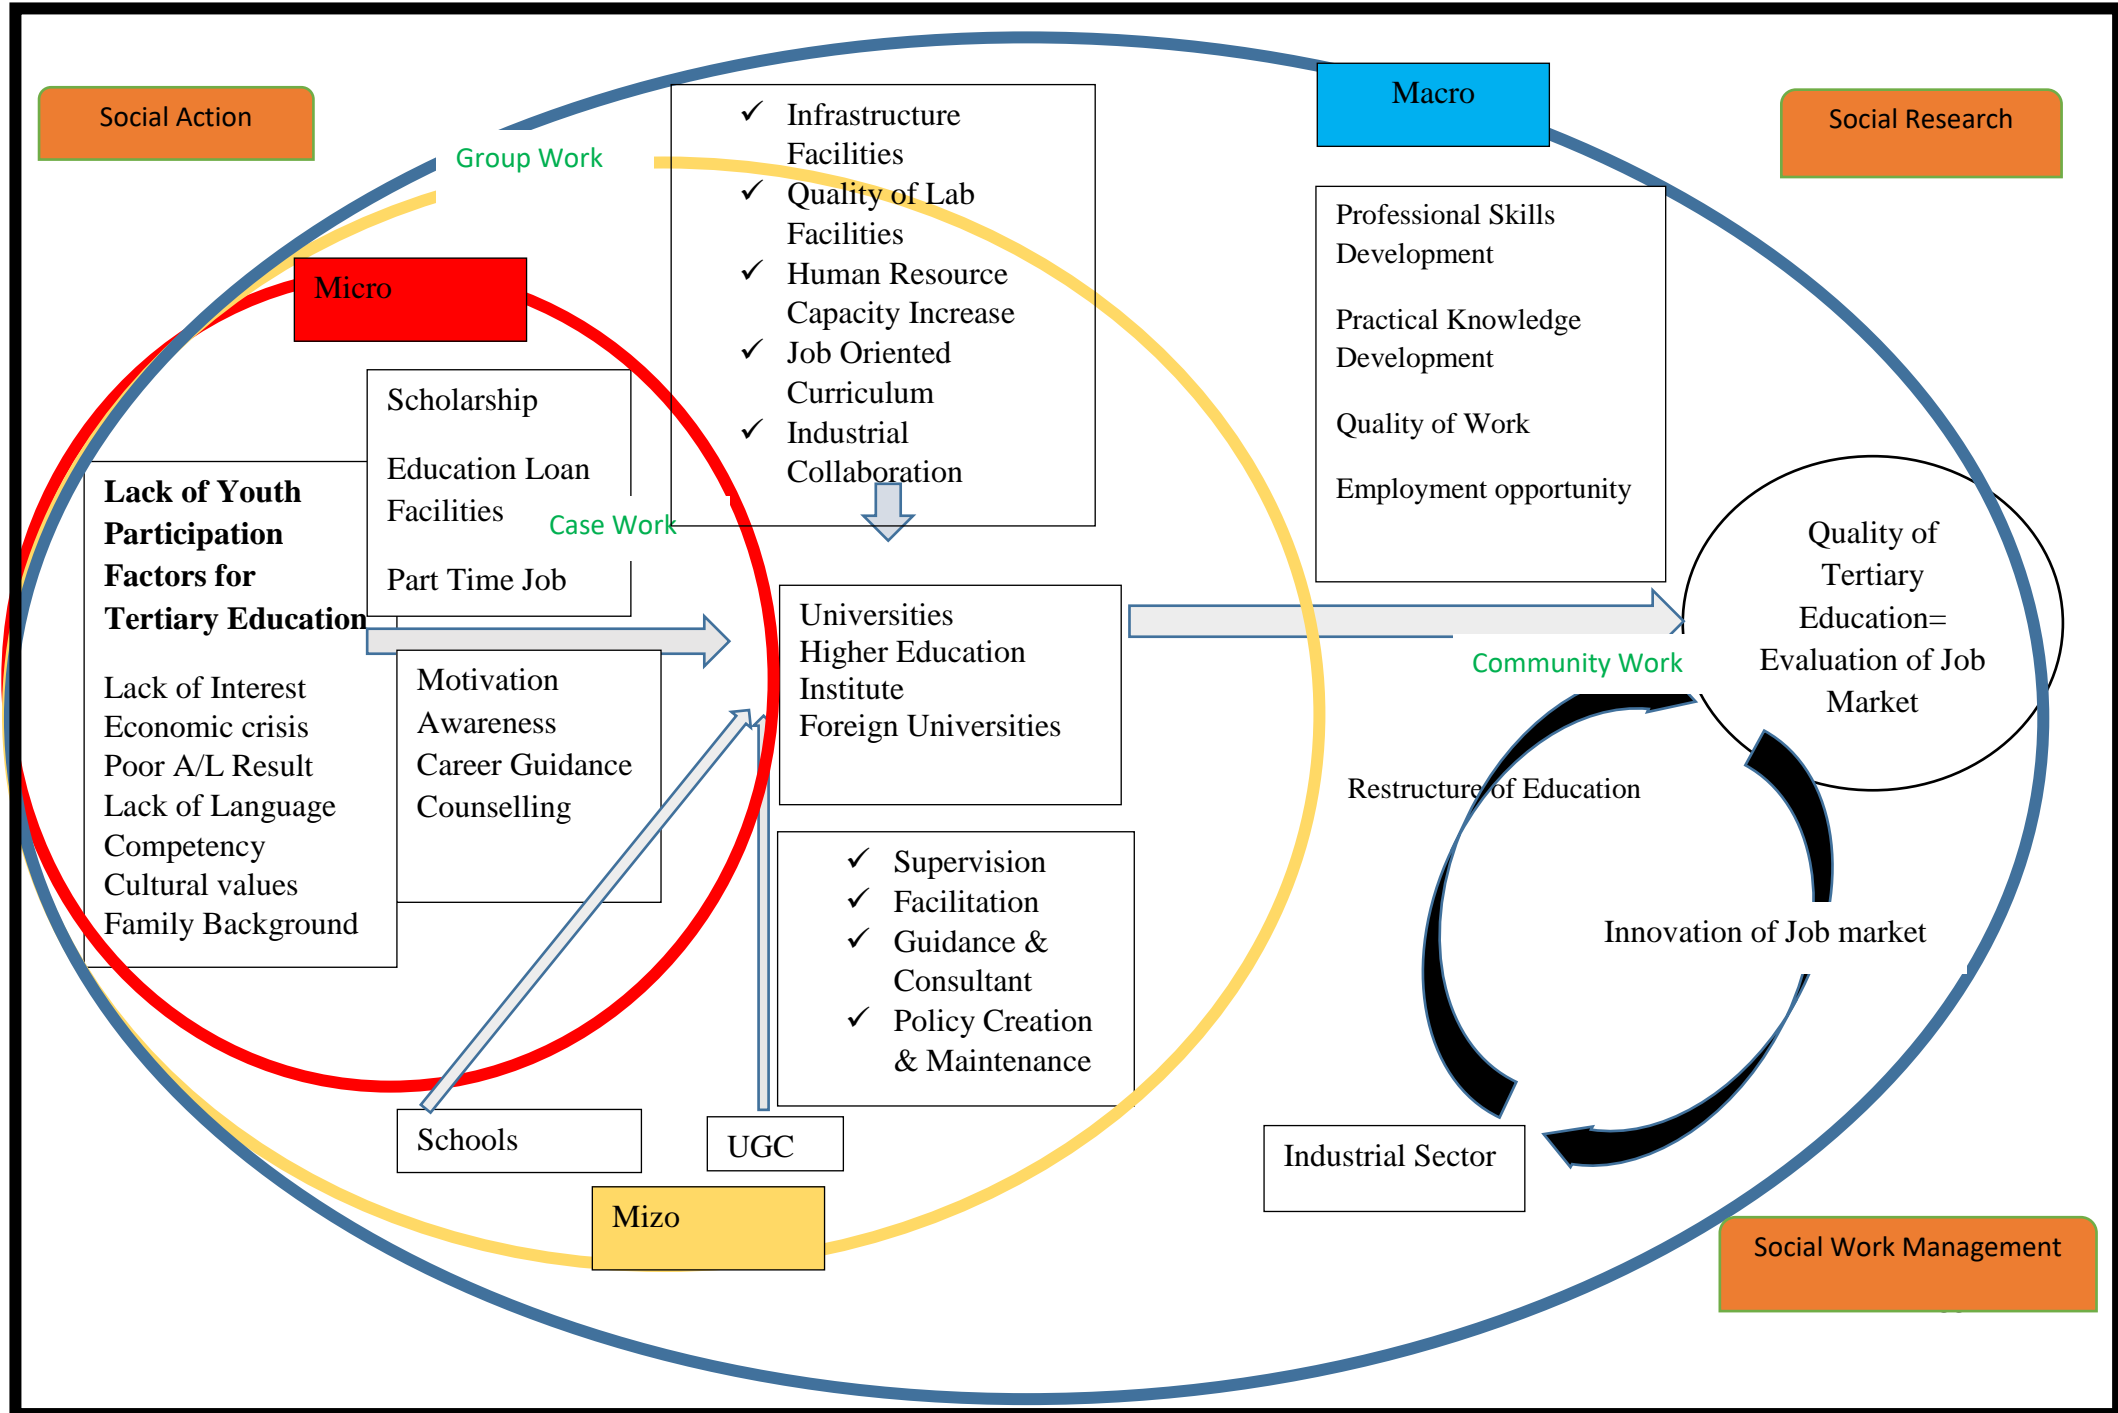 Social Action
Group Work
✓ Infrastructure
Facilities
✓ Quality of Lab
Facilities
✓ Human Resource
Capacity Increase
✓ Job Oriented
Curriculum
✓ Industrial
Collaboration
Macro
Social Research
Professional Skills
Development
Practical Knowledge
Development
Quality of Work
Employment opportunity
Micro
Scholarship
Education Loan
Facilities
Part Time Job
Case Work
Lack of Youth
Participation
Factors for
Tertiary Education
Lack of Interest
Economic crisis
Poor A/L Result
Lack of Language
Competency
Cultural values
Family Background
Motivation
Awareness
Career Guidance
Counselling
Universities
Higher Education
Institute
Foreign Universities
Community Work
Quality of
Tertiary
Education=
Evaluation of Job
Market
Restructure of Education
Innovation of Job market
✓ Supervision
✓ Facilitation
✓ Guidance &
Consultant
✓ Policy Creation
& Maintenance
Schools
UGC
Industrial Sector
Mizo
Social Work Management